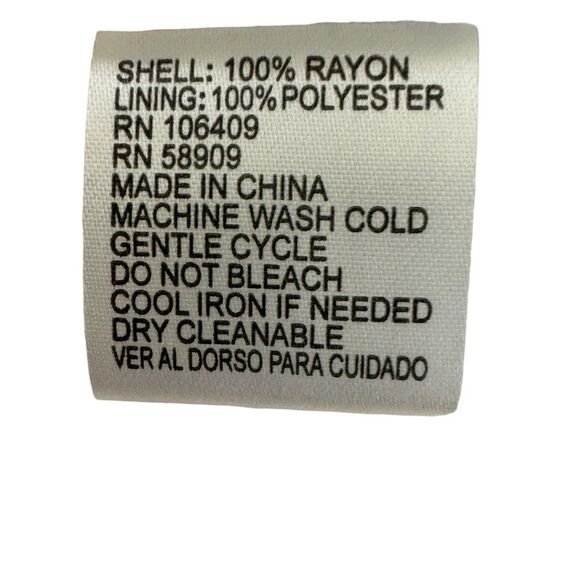 SHELL: 100% RAYON
LINING: 100% POLYESTER
RN 106409
RN 58909
MADE IN CHINA
MACHINE WASH COLD
GENTLE CYCLE
DO NOT BLEACH
COOL IRON IF NEEDED
DRY CLEANABLE
VER AL DORSO PARA CUIDADO